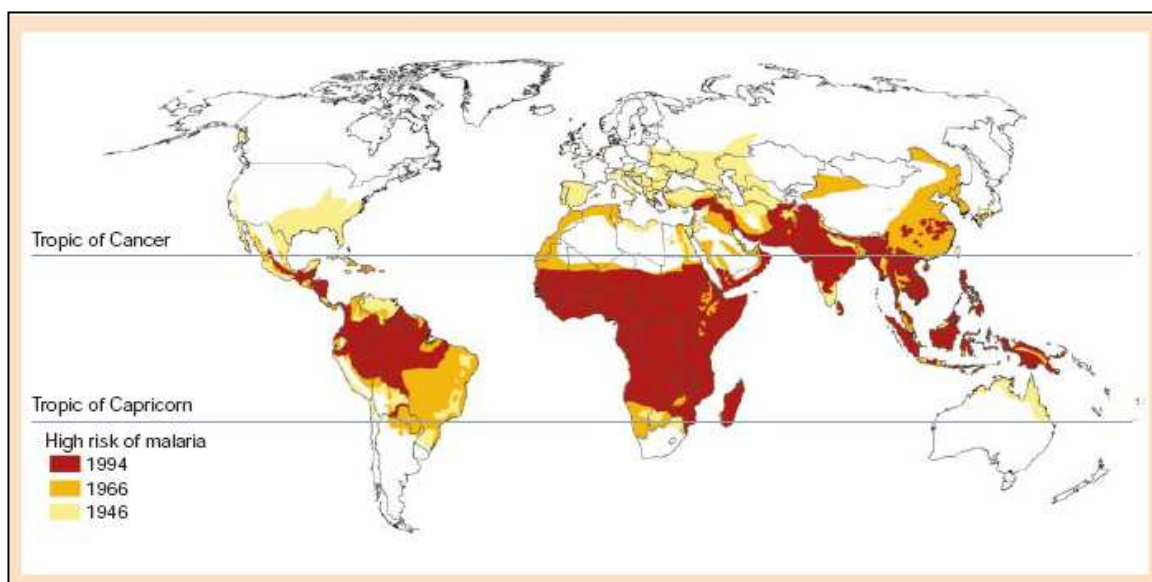 Tropic of Cancer
Tropic of Capricorn
High risk of malaria
1994
1966
1946